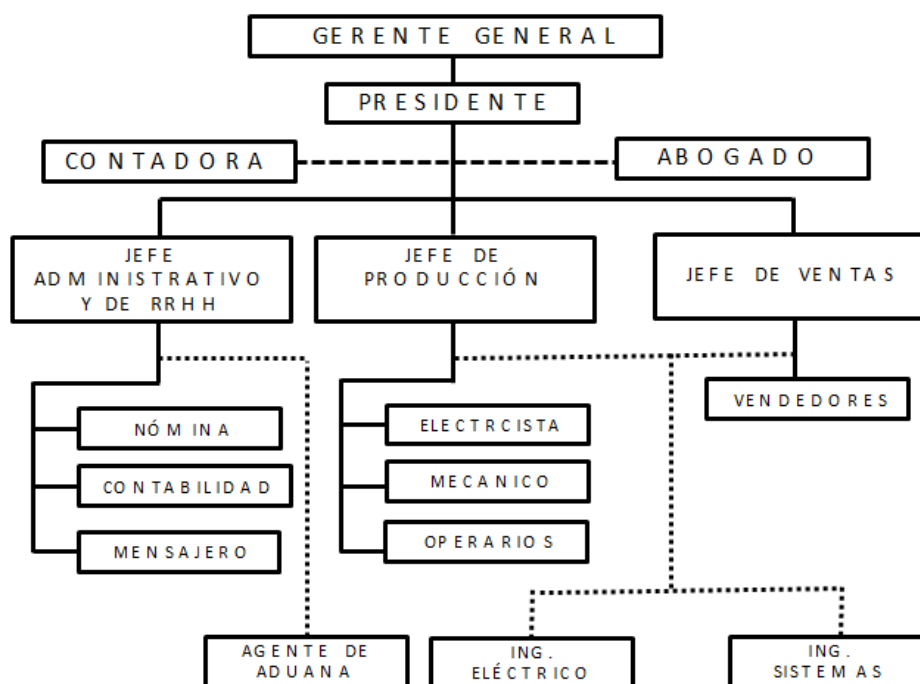 GERENTE GENERAL
PRESIDENTE
CONTADORA
ABOGADO
JEFE
ADMINISTRATIVO
Y DE RRHH
JEFE DE
PRODUCCIÓN
JEFE DE VENTAS
NÓMINA
CONTABILIDAD
MENSAJERO
ELECTRCISTA
MECANICO
OPERARIOS
VENDEDORES
AGENTE DE
ADUANA
ING.
ELÉCTRICO
ING.
SISTEMAS